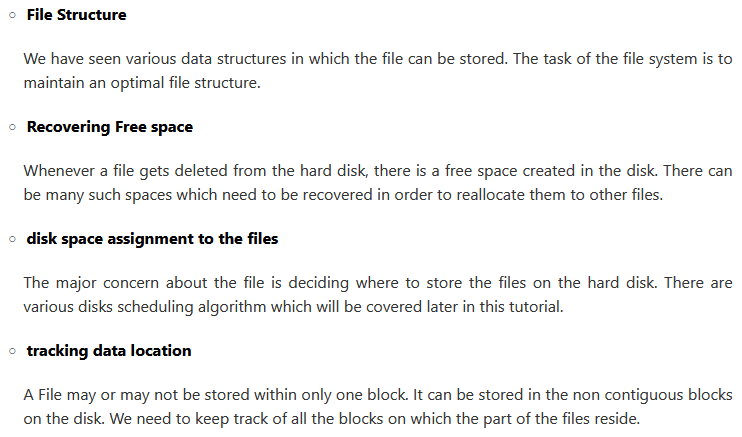 ○ File Structure
We have seen various data structures in which the file can be stored. The task of the file system is to
maintain an optimal file structure.
○ Recovering Free space
Whenever a file gets deleted from the hard disk, there is a free space created in the disk. There can
be many such spaces which need to be recovered in order to reallocate them to other files.
○ disk space assignment to the files
The major concern about the file is deciding where to store the files on the hard disk. There are
various disks scheduling algorithm which will be covered later in this tutorial.
○ tracking data location
A File may or may not be stored within only one block. It can be stored in the non contiguous blocks
on the disk. We need to keep track of all the blocks on which the part of the files reside.